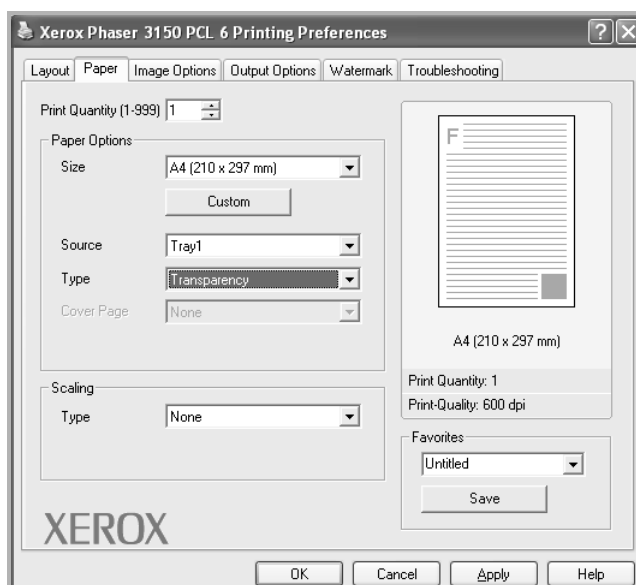 Xerox Phaser 3150 PCL 6 Printing Preferences
Layout Paper Image Options Output Options Watermark Troubleshooting
Print Quantity (1-999) 1
Paper Options
Size A4 (210 x 297 mm)
Custom
Source Tray1
Type Transparency
Cover Page None
F
A4 (210 x 297 mm)
Print Quantity: 1
Print-Quality: 600 dpi
Scaling
Type None
Favorites
Untitled
Save
XEROX
OK Cancel Apply Help